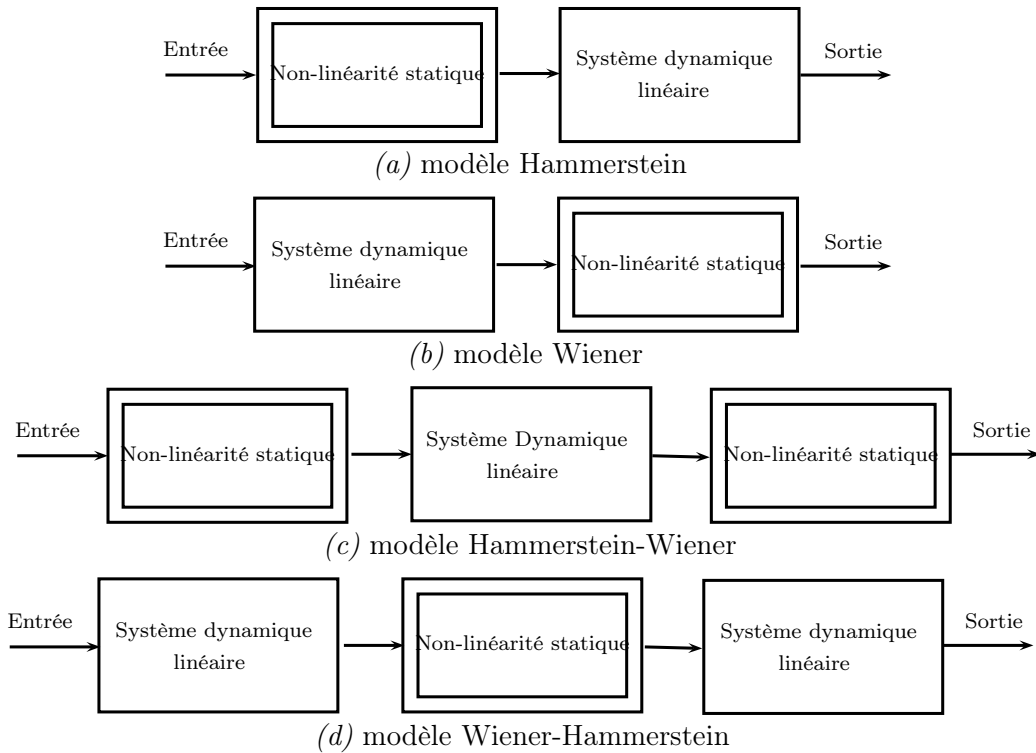 Entrée
Non-linéarité statique
Système dynamique
linéaire
Sortie
(a) modèle Hammerstein
Entrée
Système dynamique
linéaire
Non-linéarité statique
Sortie
(b) modèle Wiener
Entrée
Non-linéarité statique
Système Dynamique
linéaire
Non-linéarité statique
Sortie
(c) modèle Hammerstein-Wiener
Entrée
Système dynamique
linéaire
Non-linéarité statique
Système dynamique
linéaire
Sortie
(d) modèle Wiener-Hammerstein